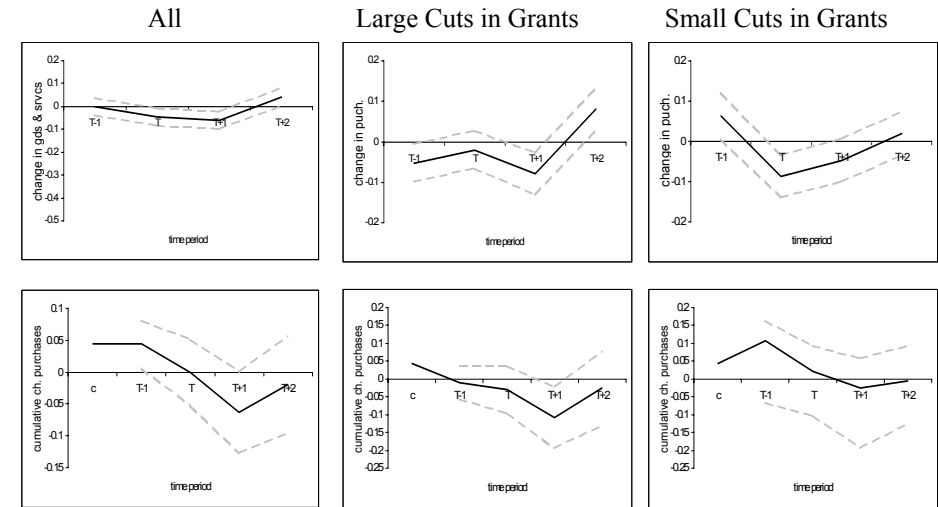 All
Large Cuts in Grants
Small Cuts in Grants
change in gds & srvcs
0.2
0.1
0
-0.1
-0.2
-0.3
-0.4
-0.5
T-1 T T+1 T+2
time period
change in puch.
0.2
0.1
0
-0.1
-0.2
T-1 T T+1 T+2
time period
change in puch.
0.2
0.1
0
-0.1
-0.2
T-1 T T+1 T+2
time period
cumulative ch. purchases
0.1
0.05
0
-0.05
-0.1
-0.15
c T-1 T T+1 T+2
time period
cumulative ch. purchases
0.2
0.15
0.1
0.05
0
-0.05
-0.1
-0.15
-0.2
-0.25
c T-1 T T+1 T+2
time period
cumulative ch. purchases
0.2
0.15
0.1
0.05
0
-0.05
-0.1
-0.15
-0.2
-0.25
c T-1 T T+1 T+2
time period